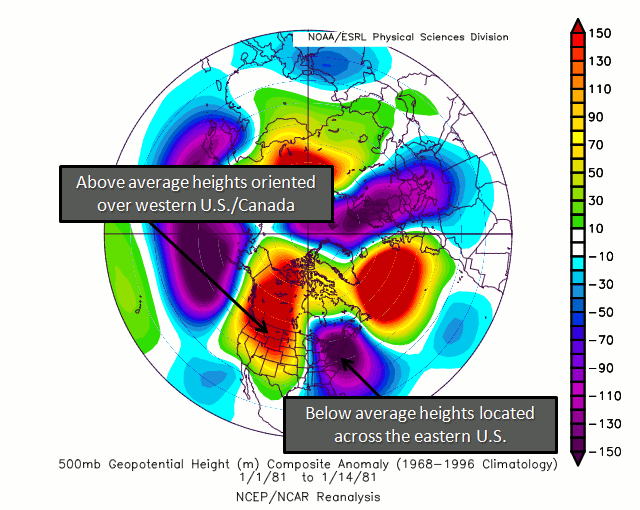 NOAA/ESRL Physical Sciences Division
150
130
110
90
70
50
30
10
−10
−30
−50
−70
−90
−110
−130
−150
Above average heights oriented
over western U.S./Canada
Below average heights located
across the eastern U.S.
500mb Geopotential Height (m) Composite Anomaly (1968−1996 Climatology)
1/1/81 to 1/14/81
NCEP/NCAR Reanalysis